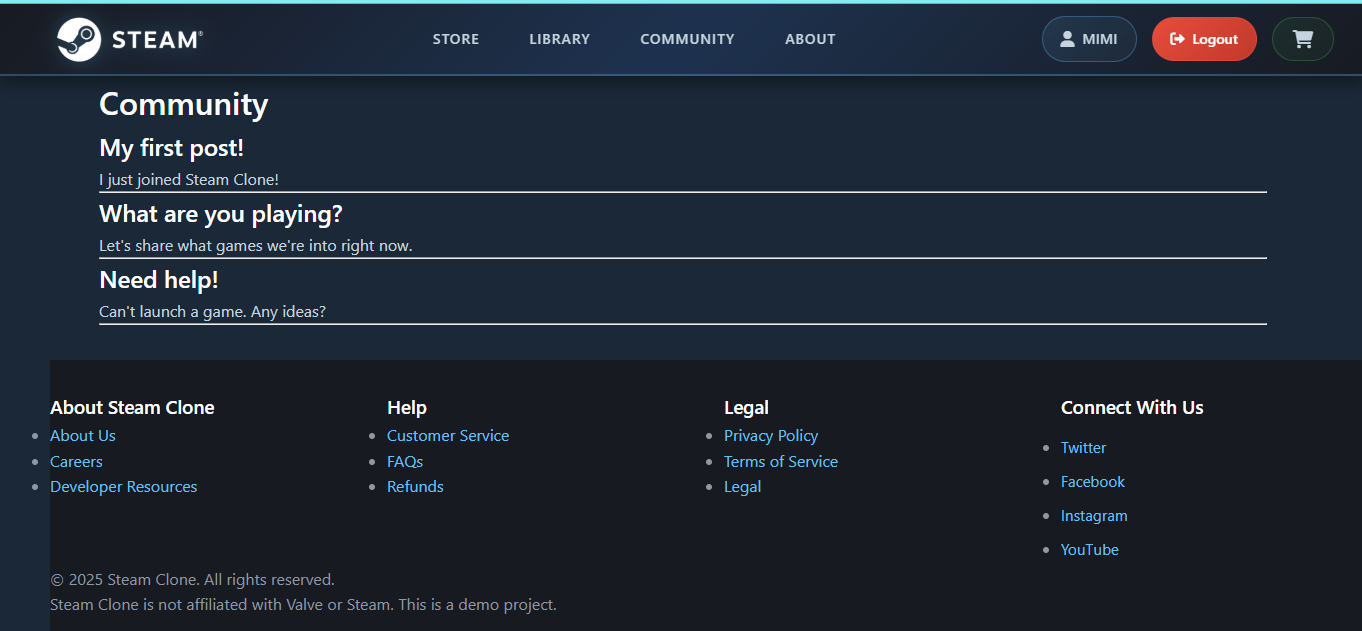 STEAM®
STORE
LIBRARY
COMMUNITY
ABOUT
MIMI
Logout
Community
My first post!
I just joined Steam Clone!
What are you playing?
Let's share what games we're into right now.
Need help!
Can't launch a game. Any ideas?
About Steam Clone
About Us
Careers
Developer Resources
Help
Customer Service
FAQs
Refunds
Legal
Privacy Policy
Terms of Service
Legal
Connect With Us
Twitter
Facebook
Instagram
YouTube
© 2025 Steam Clone. All rights reserved.
Steam Clone is not affiliated with Valve or Steam. This is a demo project.